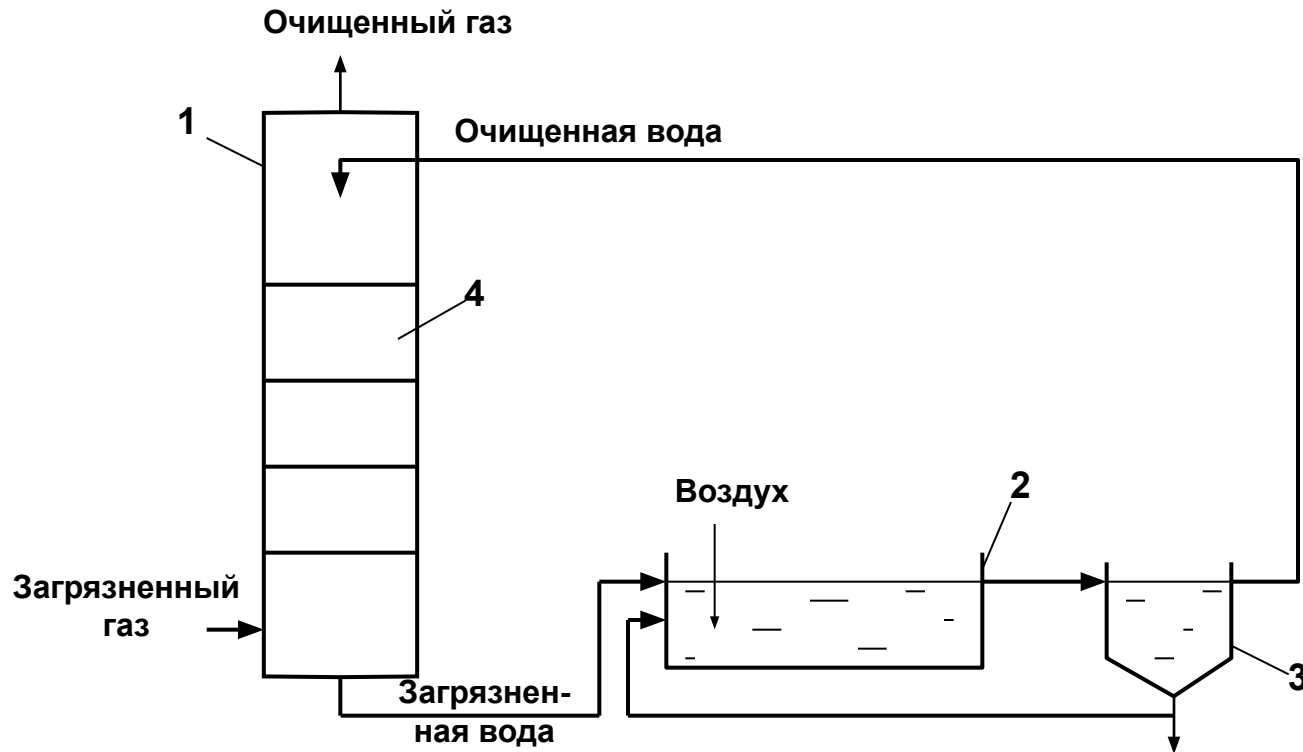 Очищенный газ
1
Очищенная вода
4
Воздух
2
Загрязненный
газ
3
Загрязнен-
ная вода